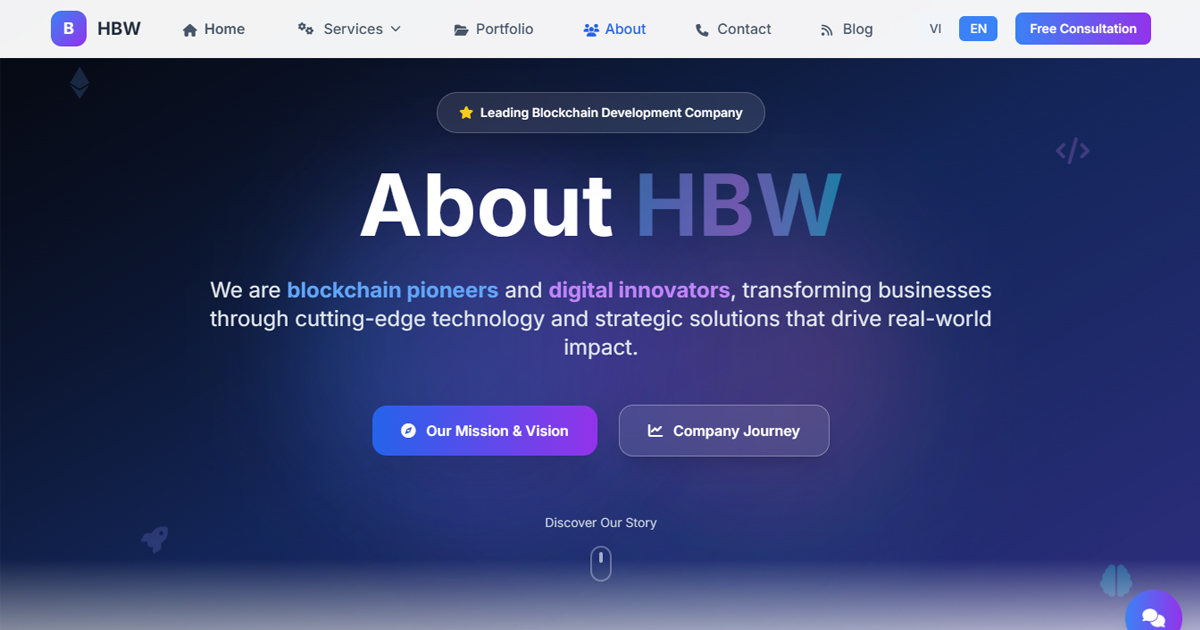 B HBW Home Services Portfolio About Contact Blog VI EN Free Consultation
Leading Blockchain Development Company
About HBW
We are blockchain pioneers and digital innovators, transforming businesses
through cutting-edge technology and strategic solutions that drive real-world
impact.
Our Mission & Vision Company Journey
Discover Our Story